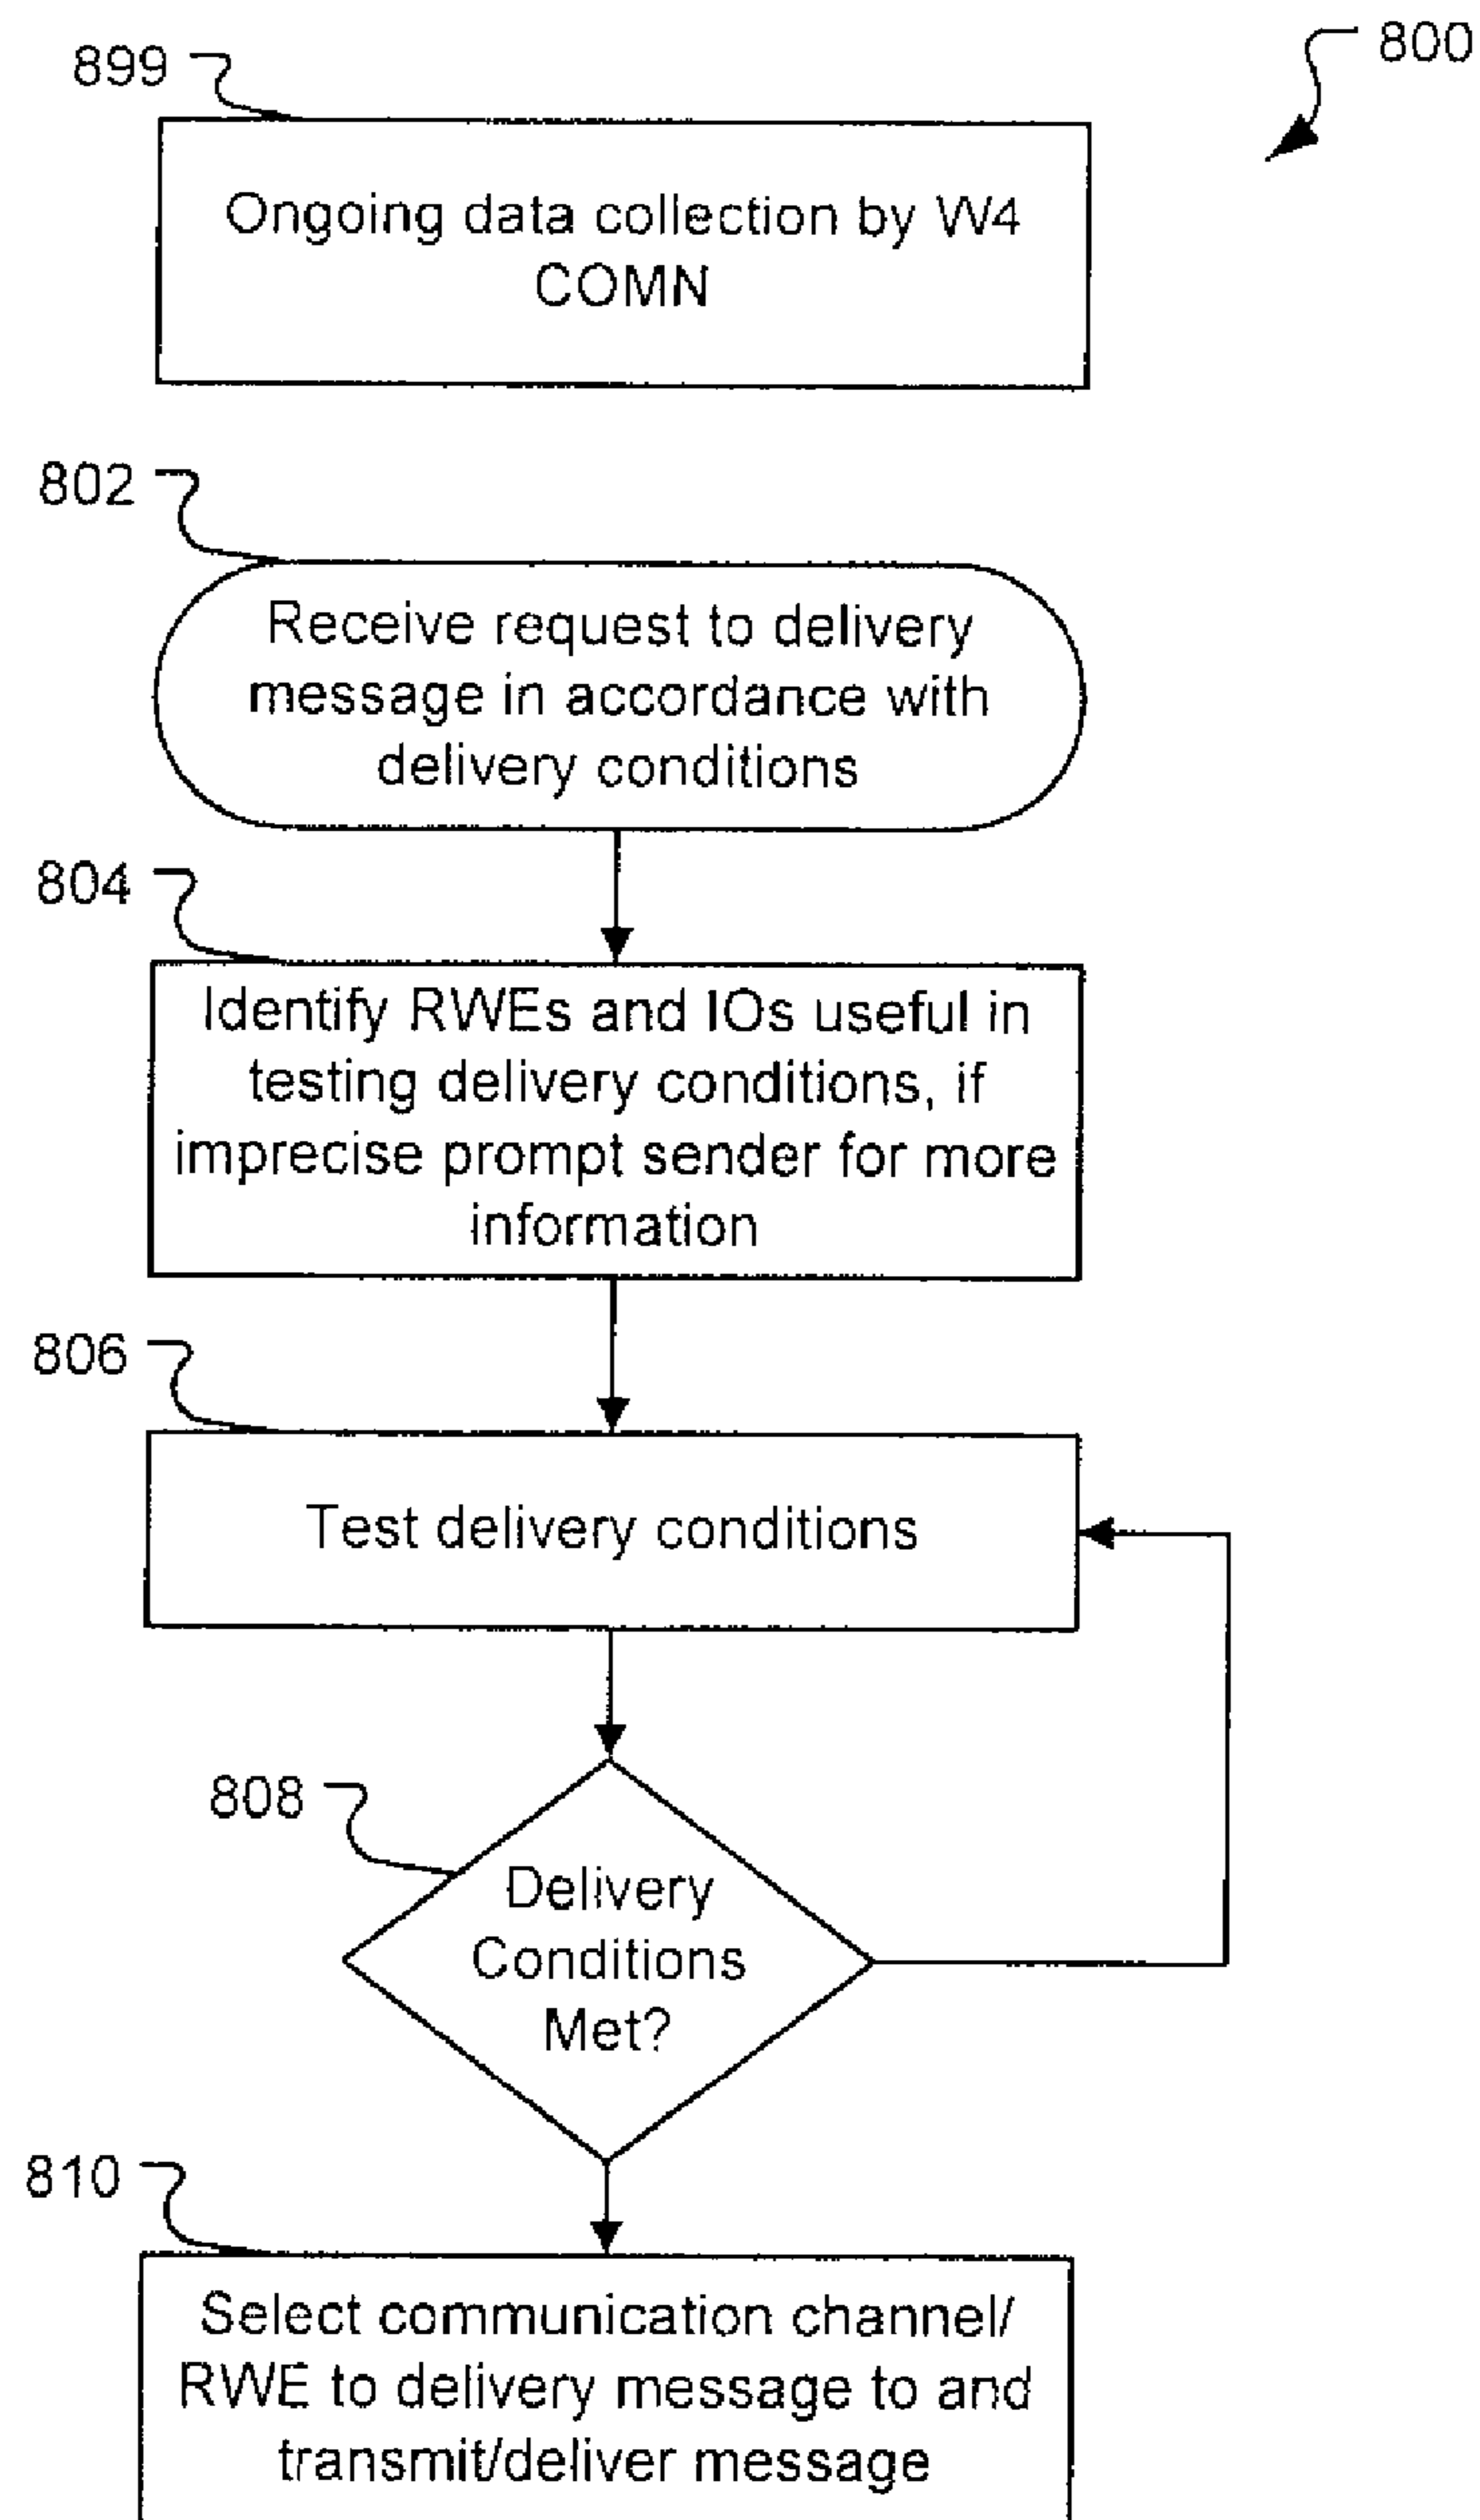 800
899
Ongoing data collection by W4
COMN
802
Receive request to delivery
message in accordance with
delivery conditions
804
Identify RWEs and IOs useful in
testing delivery conditions, if
imprecise prompt sender for more
information
806
Test delivery conditions
808
Delivery
Conditions
Met?
810
Select communication channel/
RWE to delivery message to and
transmit/deliver message